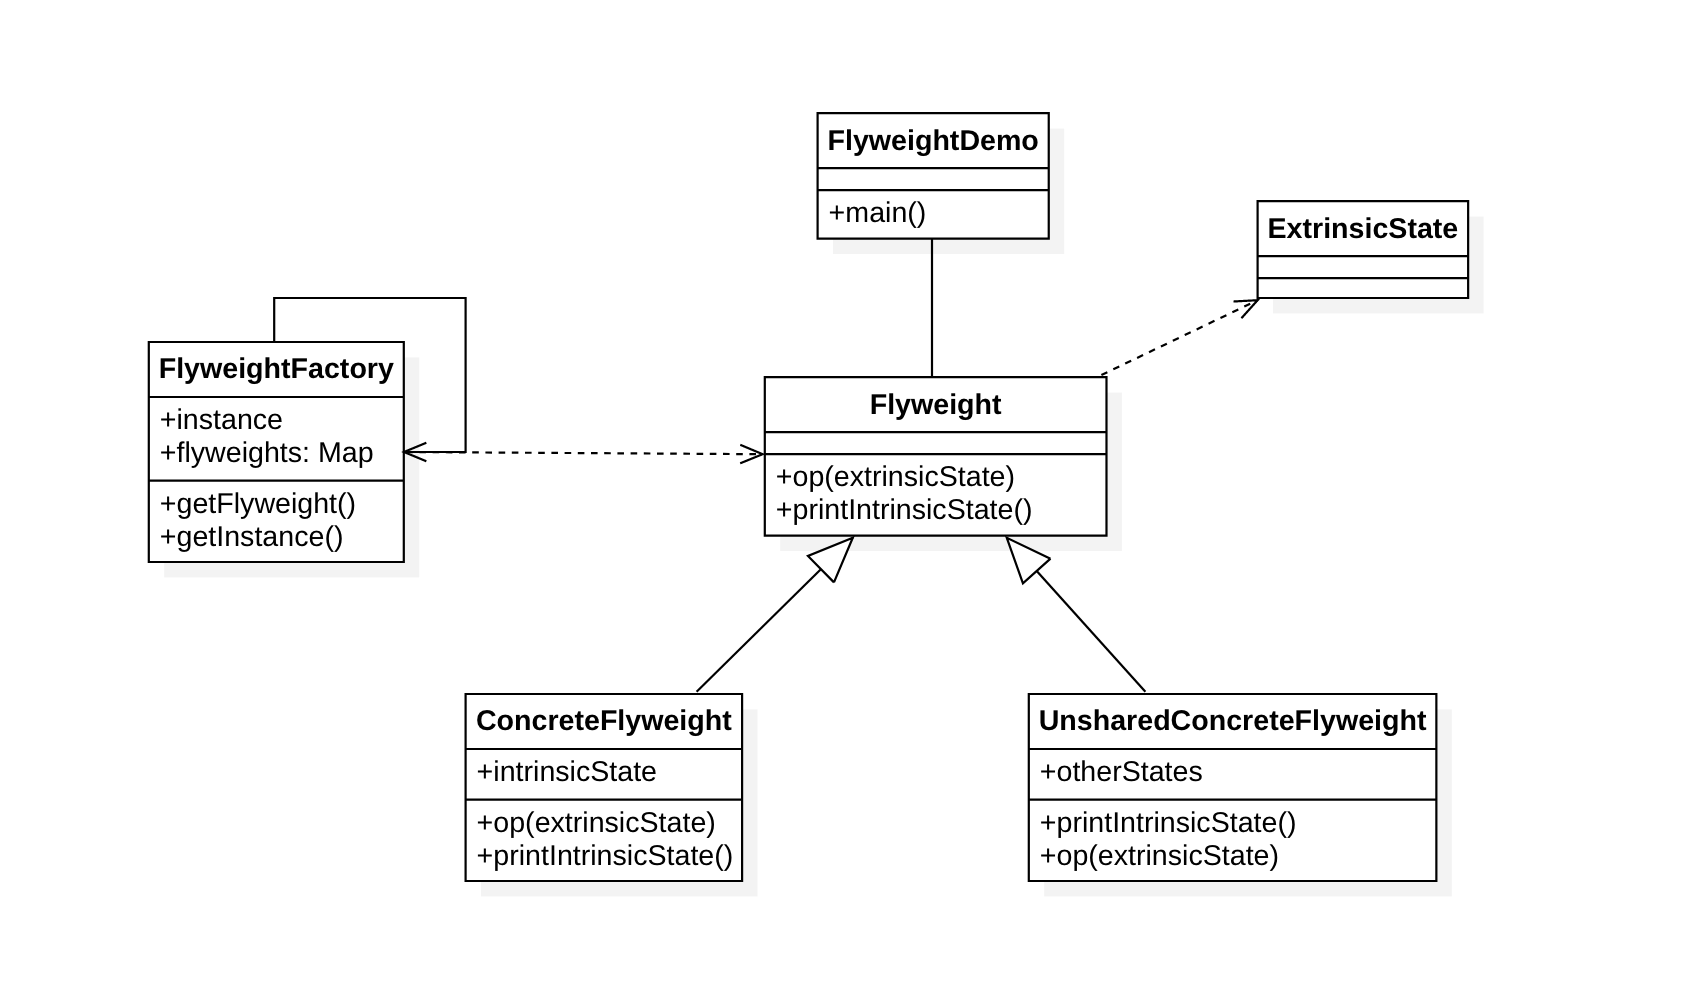 FlyweightDemo
+main()
ExtrinsicState
FlyweightFactory
+instance
+flyweights: Map
+getFlyweight()
+getInstance()
Flyweight
+op(extrinsicState)
+printIntrinsicState()
ConcreteFlyweight
+intrinsicState
+op(extrinsicState)
+printIntrinsicState()
UnsharedConcreteFlyweight
+otherStates
+printIntrinsicState()
+op(extrinsicState)